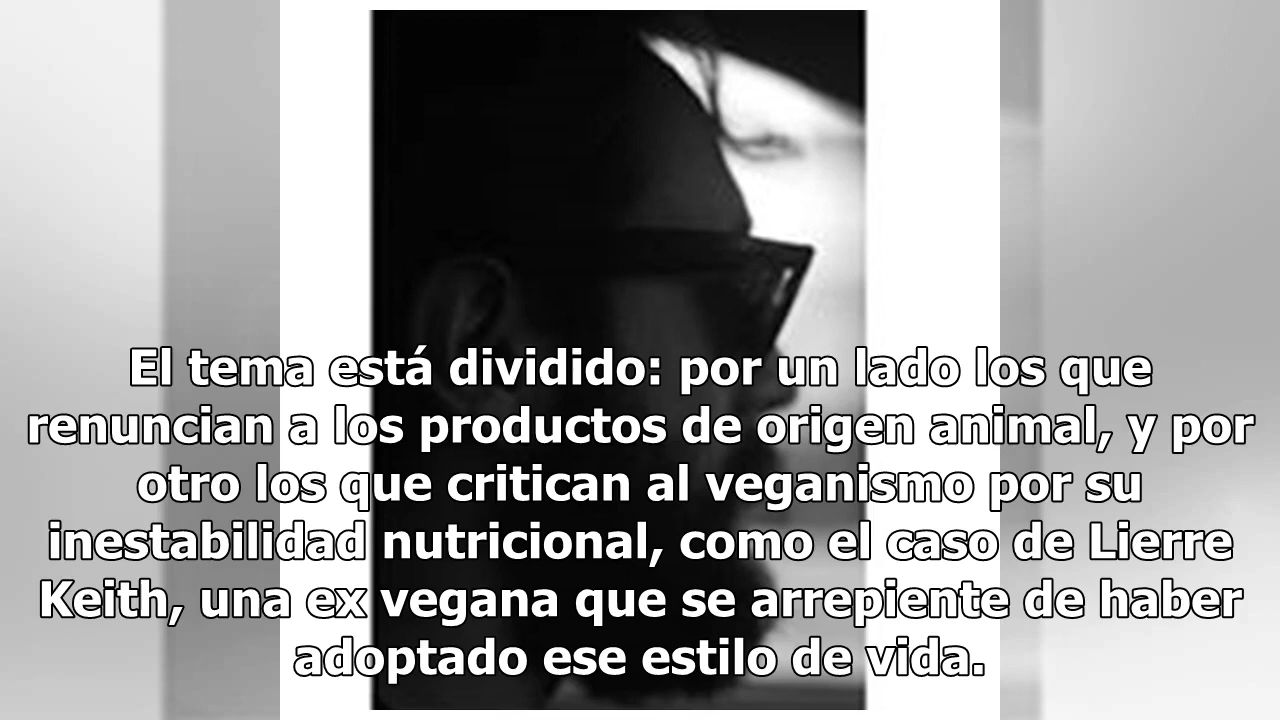 El tema está dividido: por un lado los que
renuncian a los productos de origen animal, y por
otro los que critican al veganismo por su
inestabilidad nutricional, como el caso de Lierre
Keith, una ex vegana que se arrepiente de haber
adoptado ese estilo de vida.